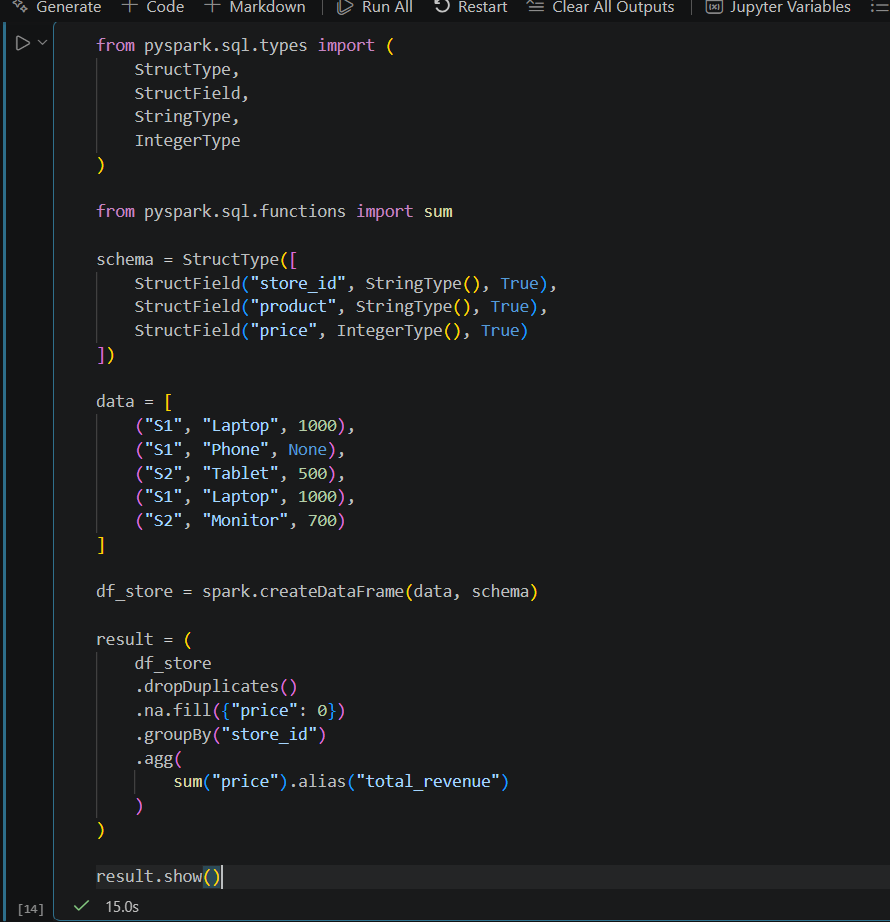 Generate + Code + Markdown | Run All Restart Clear All Outputs | Jupyter Variables
from pyspark.sql.types import (
    StructType,
    StructField,
    StringType,
    IntegerType
)
from pyspark.sql.functions import sum
schema = StructType([
    StructField("store_id", StringType(), True),
    StructField("product", StringType(), True),
    StructField("price", IntegerType(), True)
])
data = [
    ("S1", "Laptop", 1000),
    ("S1", "Phone", None),
    ("S2", "Tablet", 500),
    ("S1", "Laptop", 1000),
    ("S2", "Monitor", 700)
]
df_store = spark.createDataFrame(data, schema)
result = (
    df_store
    .dropDuplicates()
    .na.fill({"price": 0})
    .groupBy("store_id")
    .agg(
        sum("price").alias("total_revenue")
    )
)
result.show()
[14] 15.0s